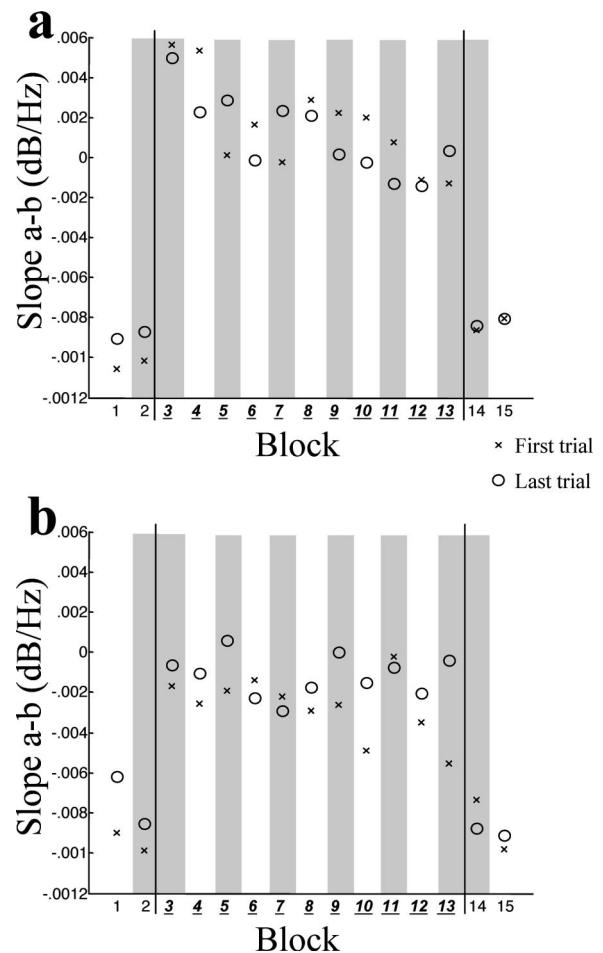 a
Slope a-b (dB/Hz)
.006
.004
.002
0
-.002
-.004
-.006
-.008
-.001
-.0012
1 2 3 4 5 6 7 8 9 10 11 12 13 14 15
Block
× First trial
○ Last trial
b
Slope a-b (dB/Hz)
.006
.004
.002
0
-.002
-.004
-.006
-.008
-.001
-.0012
1 2 3 4 5 6 7 8 9 10 11 12 13 14 15
Block